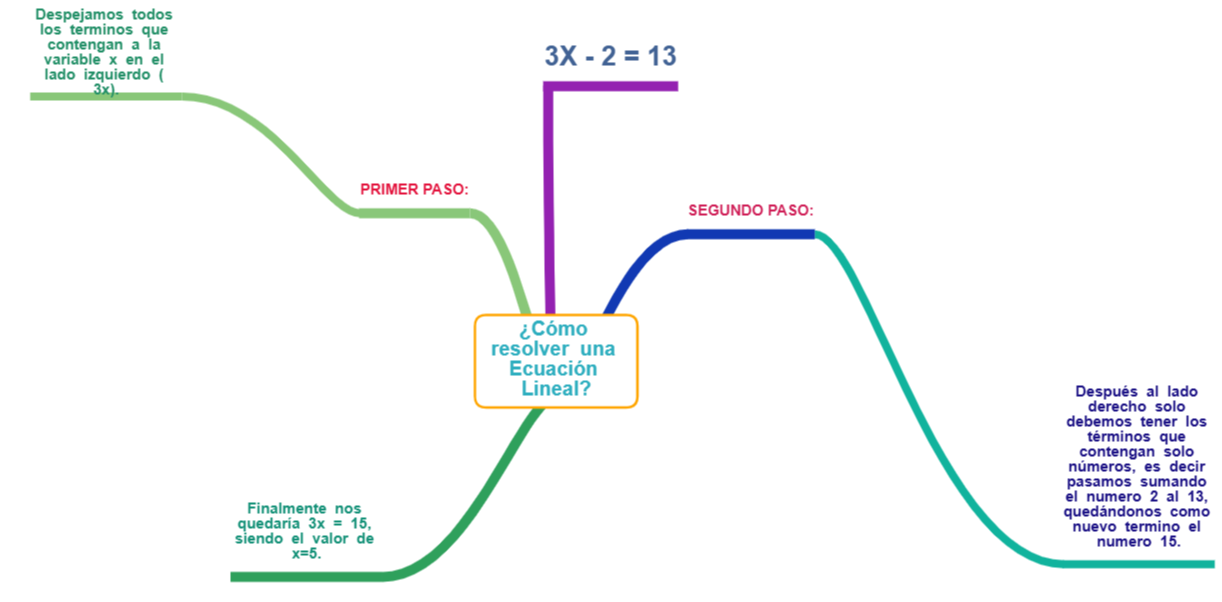 Despejamos todos
los terminos que
contengan a la
variable x en el
lado izquierdo (
3x).
3X - 2 = 13
PRIMER PASO:
SEGUNDO PASO:
¿Cómo
resolver una
Ecuación
Lineal?
Después al lado
derecho solo
debemos tener los
términos que
contengan solo
números, es decir
pasamos sumando
el numero 2 al 13,
quedándonos como
nuevo termino el
numero 15.
Finalmente nos
quedaría 3x = 15,
siendo el valor de
x=5.